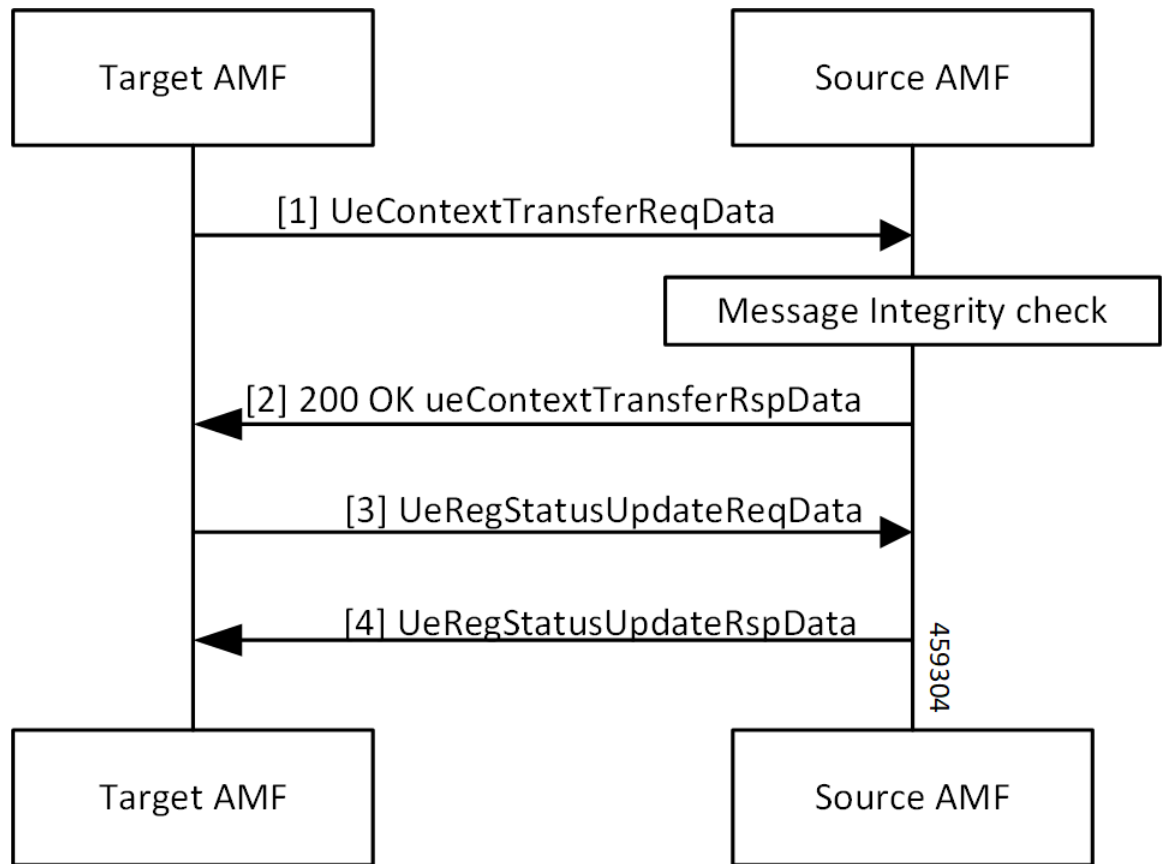 Target AMF
Source AMF
[1] UeContextTransferReqData
Message Integrity check
[2] 200 OK ueContextTransferRspData
[3] UeRegStatusUpdateReqData
[4] UeRegStatusUpdateRspData
459304
Target AMF
Source AMF